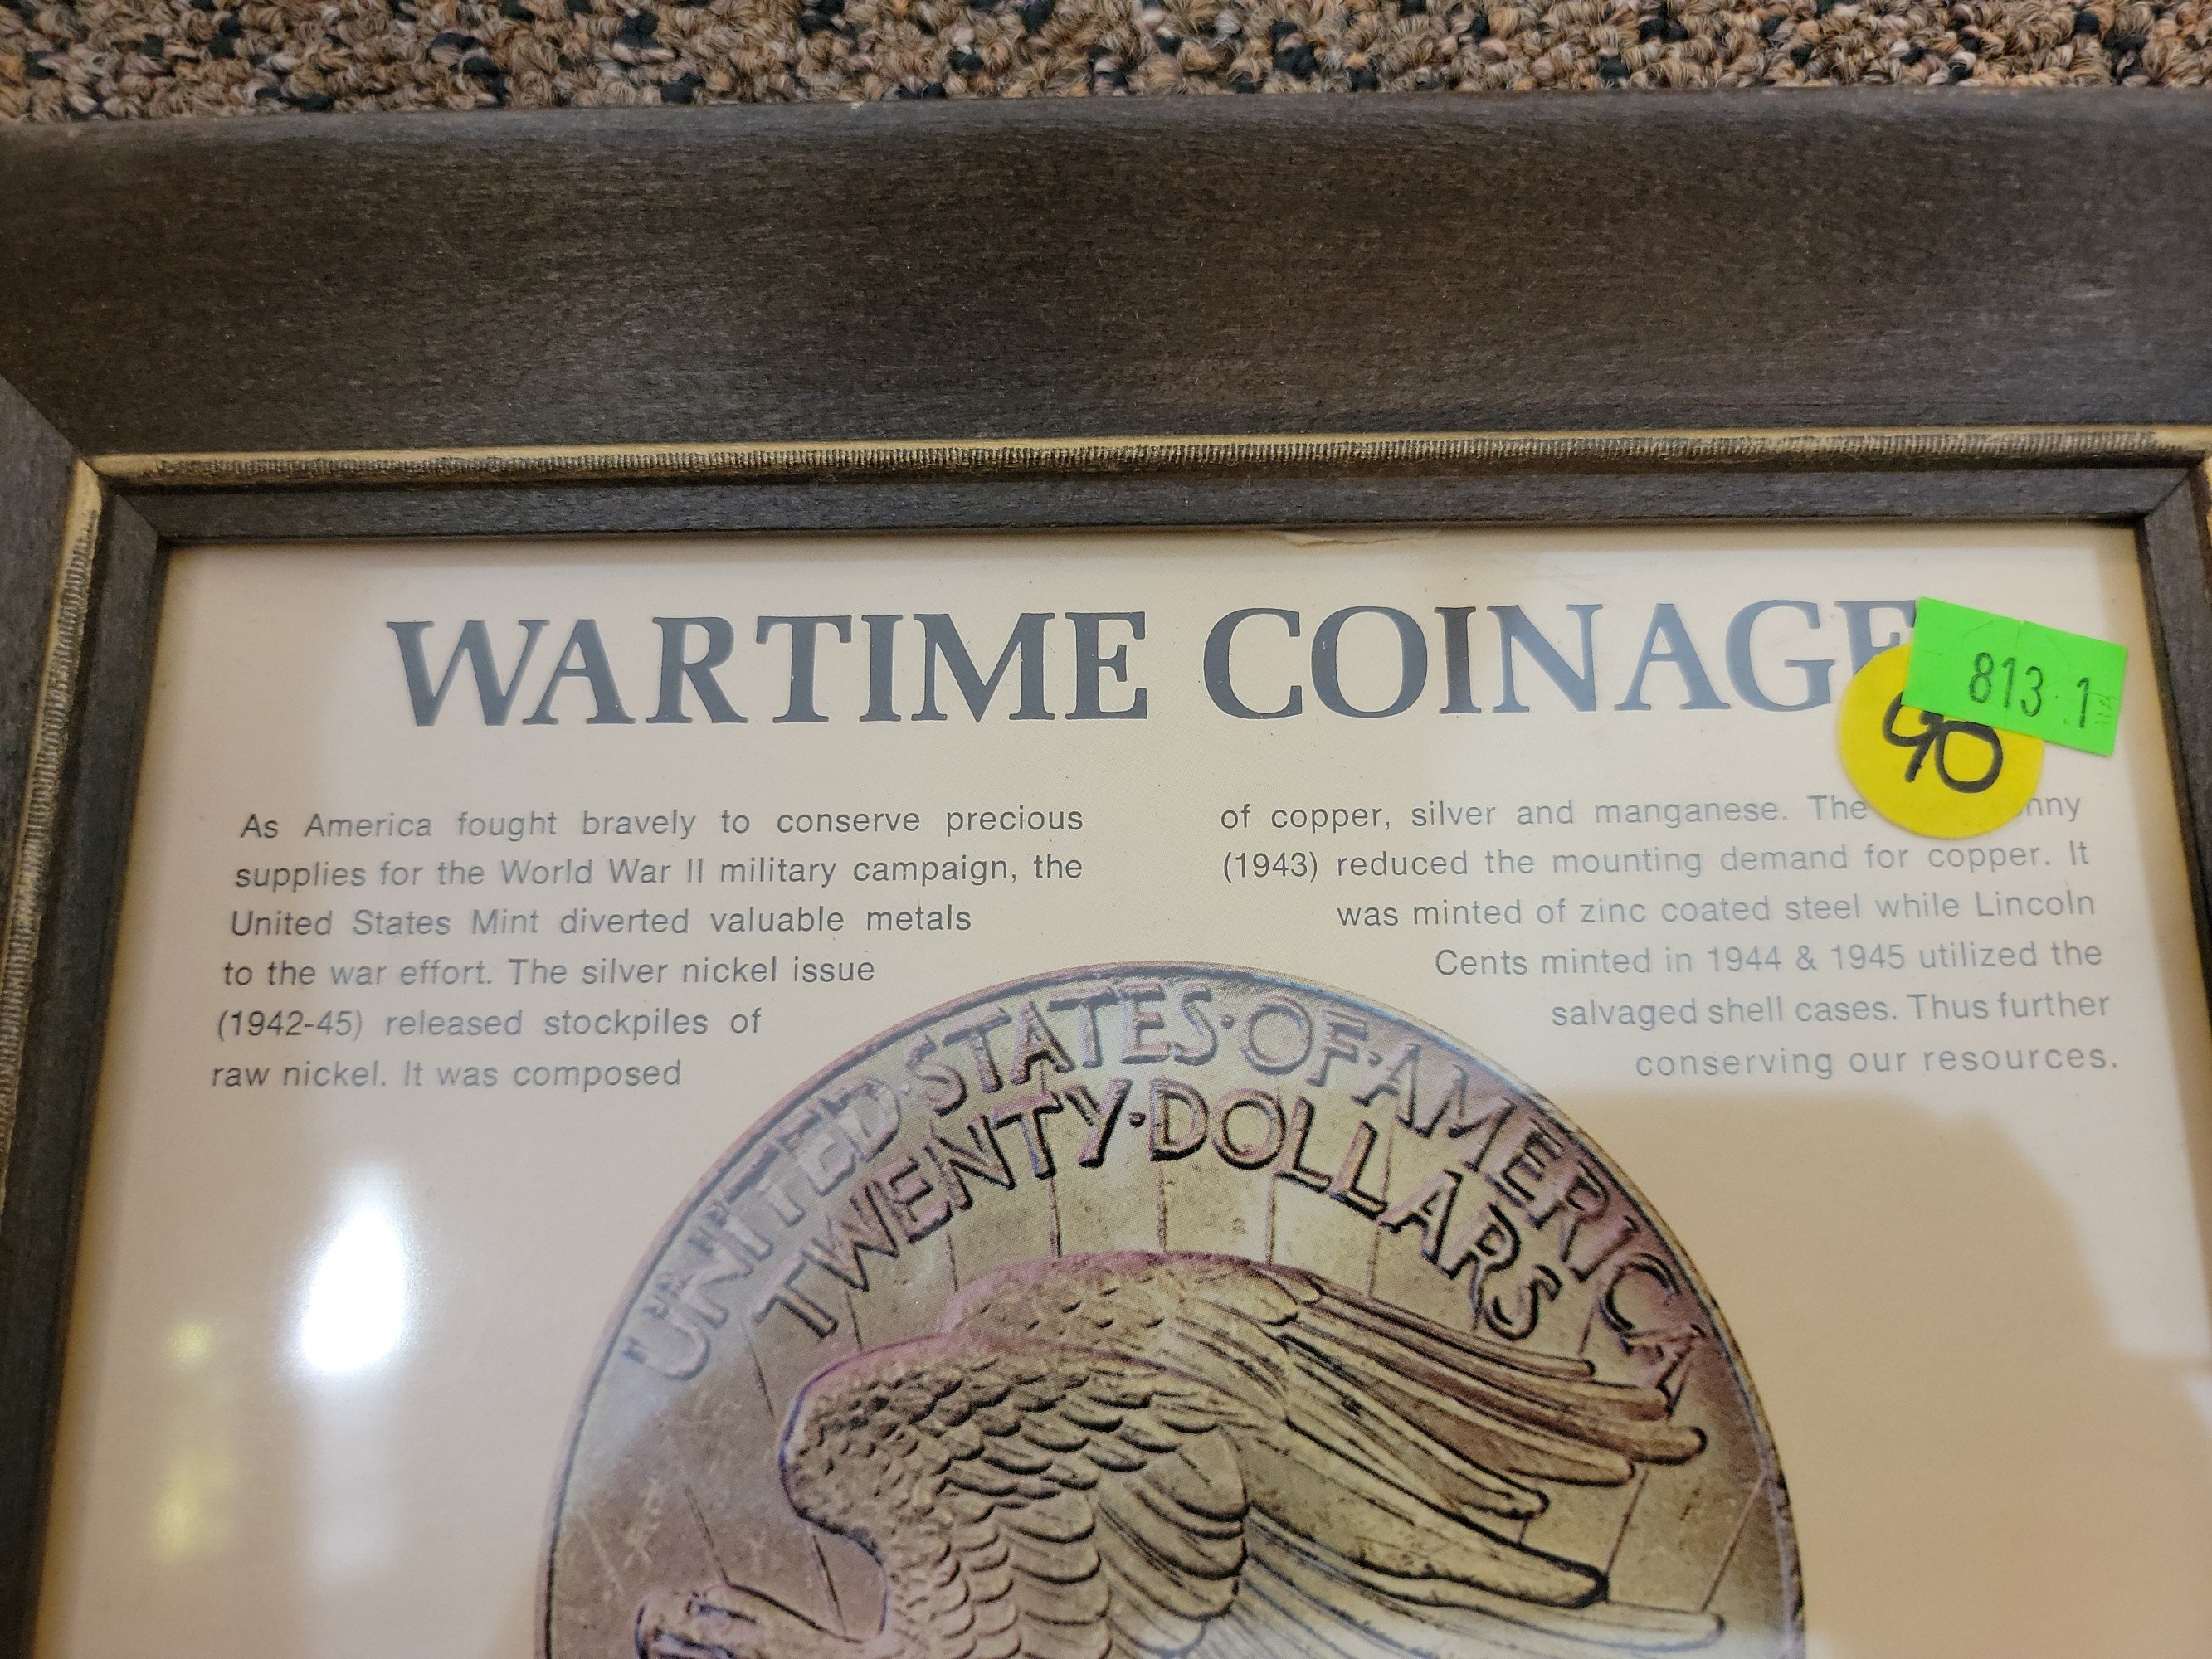 WARTIME COINAGE
813 1
90
As America fought bravely to conserve precious
supplies for the World War II military campaign, the
United States Mint diverted valuable metals
to the war effort. The silver nickel issue
(1942-45) released stockpiles of
raw nickel. It was composed
of copper, silver and manganese. The
(1943) reduced the mounting demand for copper. It
was minted of zinc coated steel while Lincoln
Cents minted in 1944 & 1945 utilized the
salvaged shell cases. Thus further
conserving our resources.
UNITED·STATES·OF·AMERICA
TWENTY·DOLLARS